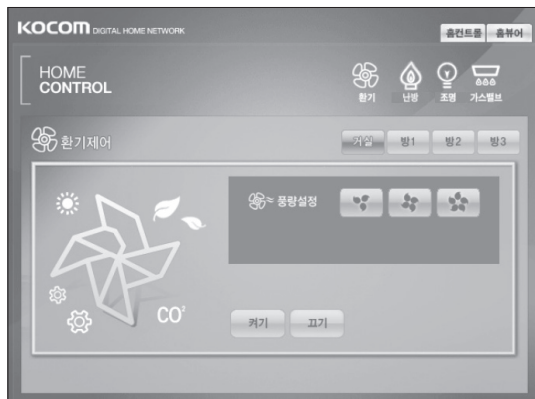 KOCOM DIGITAL HOME NETWORK
홈컨트롤 홈뷰어
HOME
CONTROL
환기 난방 조명 가스밸브
환기제어
거실 방1 방2 방3
풍량설정
CO²
켜기 끄기